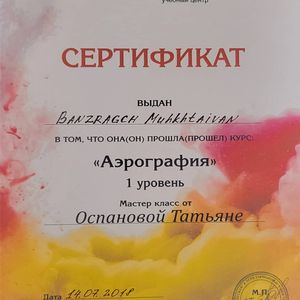 учебный центр
СЕРТИФИКАТ
ВЫДАН
BANZRAGCH MUHKHTAIVAN
В ТОМ, ЧТО ОНА(ОН) ПРОШЛА(ПРОШЕЛ) КУРС:
«Аэрография»
1 уровень
Мастер класс от
Оспановой Татьяне
Дата 14.07.2018
М.П.